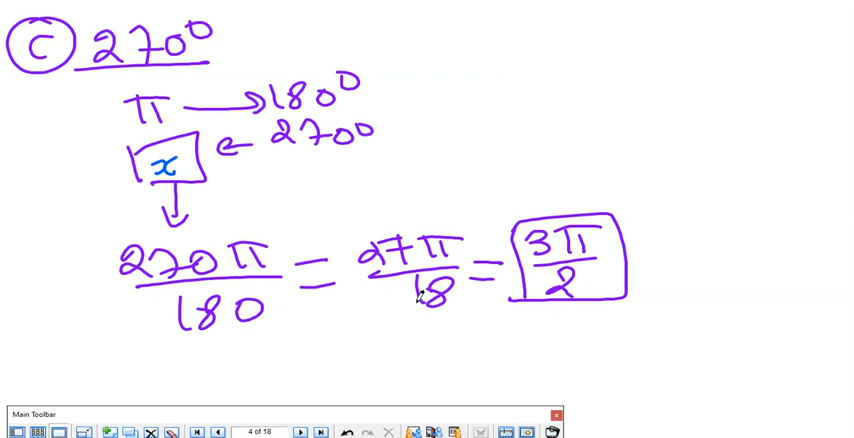 C 270°
π → 180°
x ← 270°
270π/180 = 27π/18 = 3π/2
Main Toolbar
4 of 18